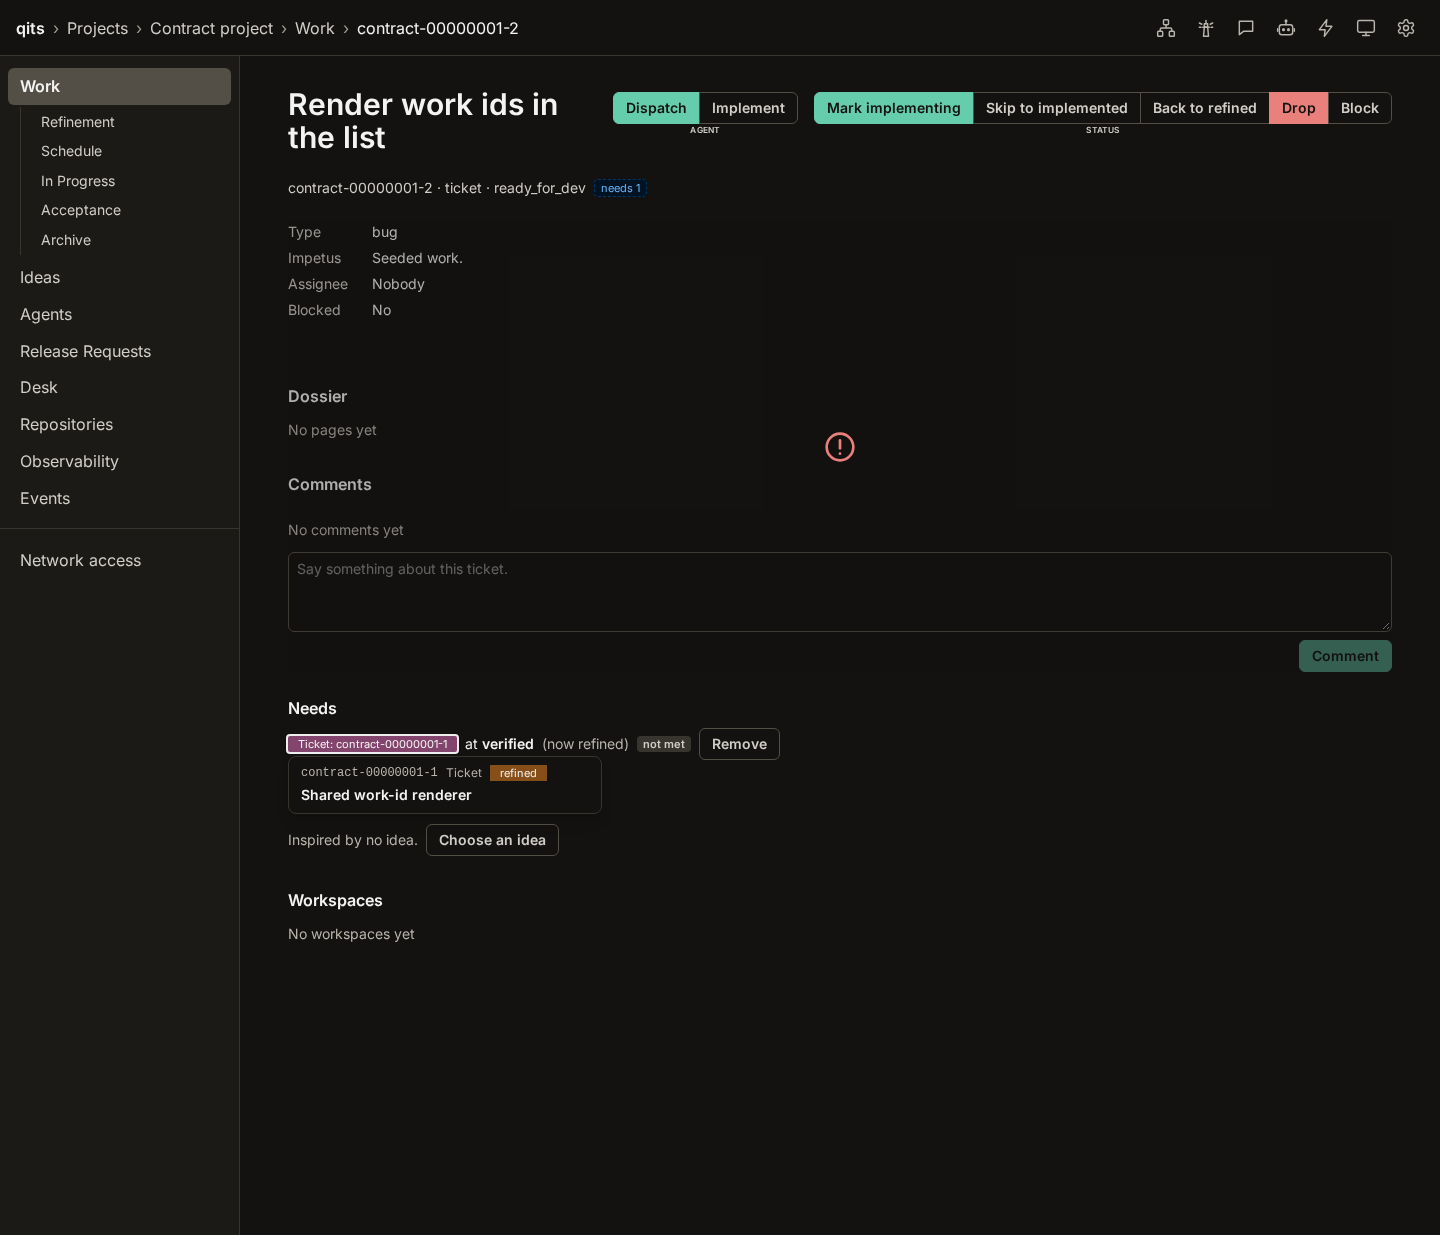 qits › Projects › Contract project › Work › contract-00000001-2
Work
Refinement
Schedule
In Progress
Acceptance
Archive
Ideas
Agents
Release Requests
Desk
Repositories
Observability
Events
Network access
Render work ids in
the list
Dispatch Implement
AGENT
Mark implementing Skip to implemented Back to refined Drop Block
STATUS
contract-00000001-2 · ticket · ready_for_dev needs 1
Type bug
Impetus Seeded work.
Assignee Nobody
Blocked No
Dossier
No pages yet
Comments
No comments yet
Say something about this ticket.
Comment
Needs
Ticket: contract-00000001-1 at verified (now refined) not met Remove
contract-00000001-1 Ticket refined
Shared work-id renderer
Inspired by no idea. Choose an idea
Workspaces
No workspaces yet